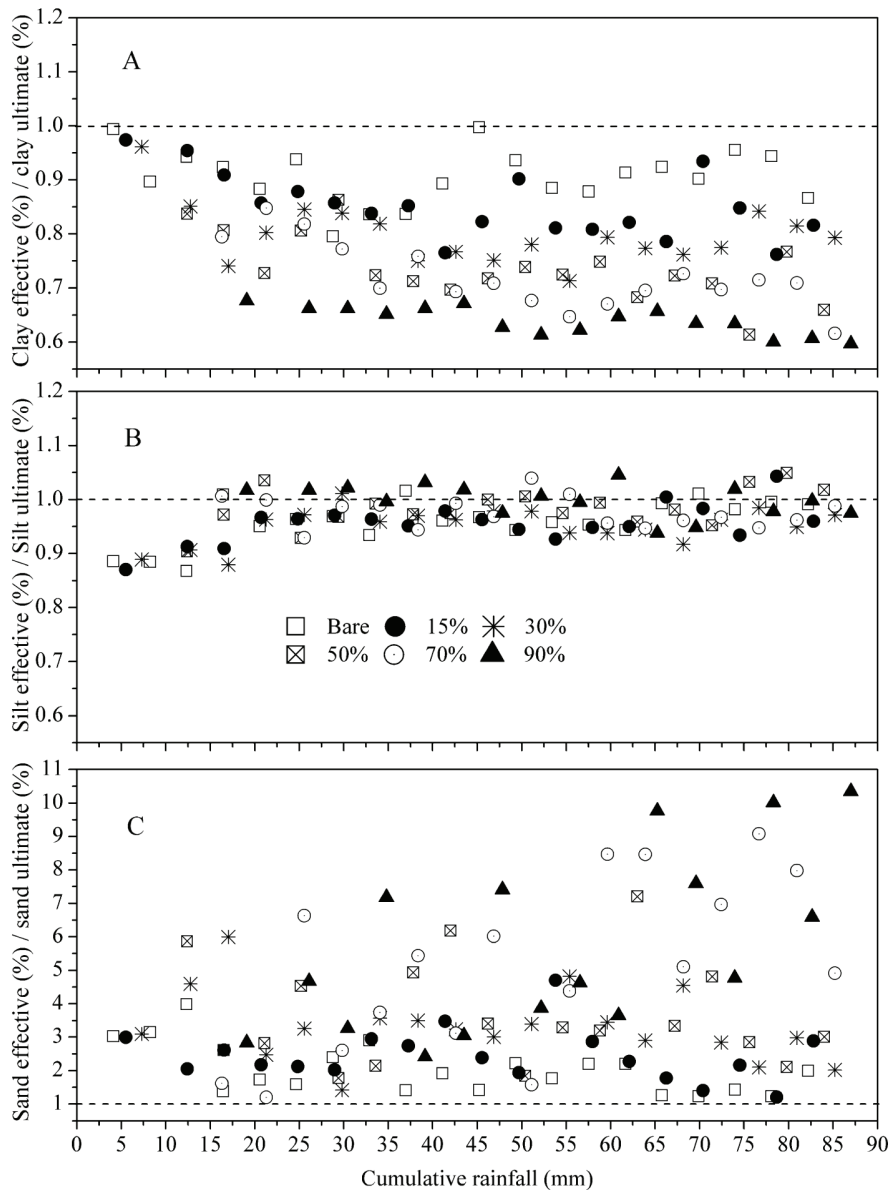 1.2
1.1
1.0
0.9
0.8
0.7
0.6
A
Clay effective (%) / clay ultimate (%)
1.2
1.1
1.0
0.9
0.8
0.7
0.6
B
Silt effective (%) / Silt ultimate (%)
Bare 15% 30%
50% 70% 90%
11
10
9
8
7
6
5
4
3
2
1
C
Sand effective (%) / sand ultimate (%)
0 5 10 15 20 25 30 35 40 45 50 55 60 65 70 75 80 85 90
Cumulative rainfall (mm)